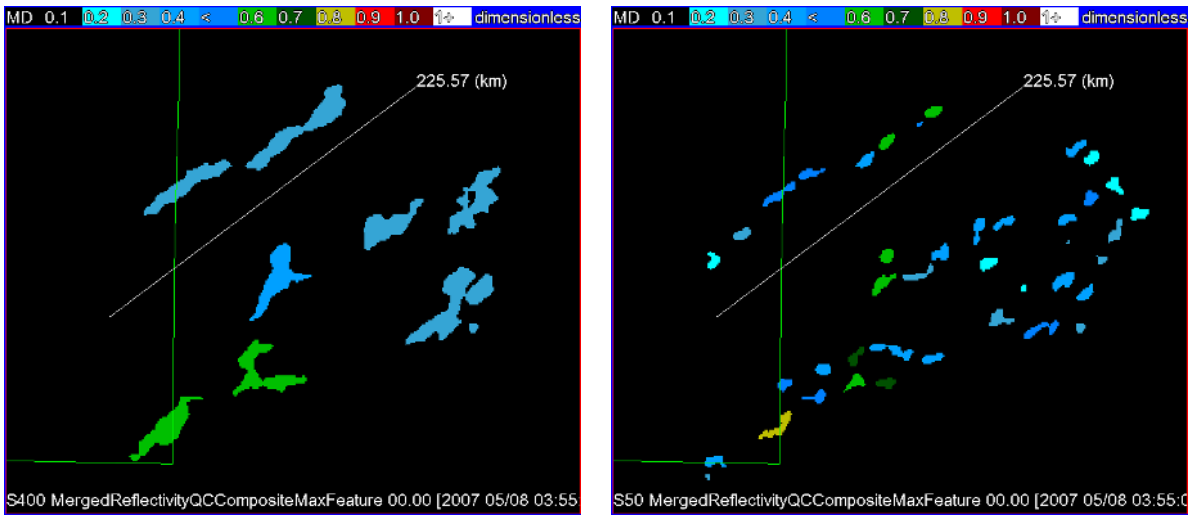 MD 0.1 0.2 0.3 0.4 < 0.6 0.7 0.8 0.9 1.0 1+ dimensionless
225.57 (km)
S400 MergedReflectivityQCCompositeMaxFeature 00.00 [2007 05/08 03:55:
MD 0.1 0.2 0.3 0.4 < 0.6 0.7 0.8 0.9 1.0 1+ dimensionless
225.57 (km)
S50 MergedReflectivityQCCompositeMaxFeature 00.00 [2007 05/08 03:55:0